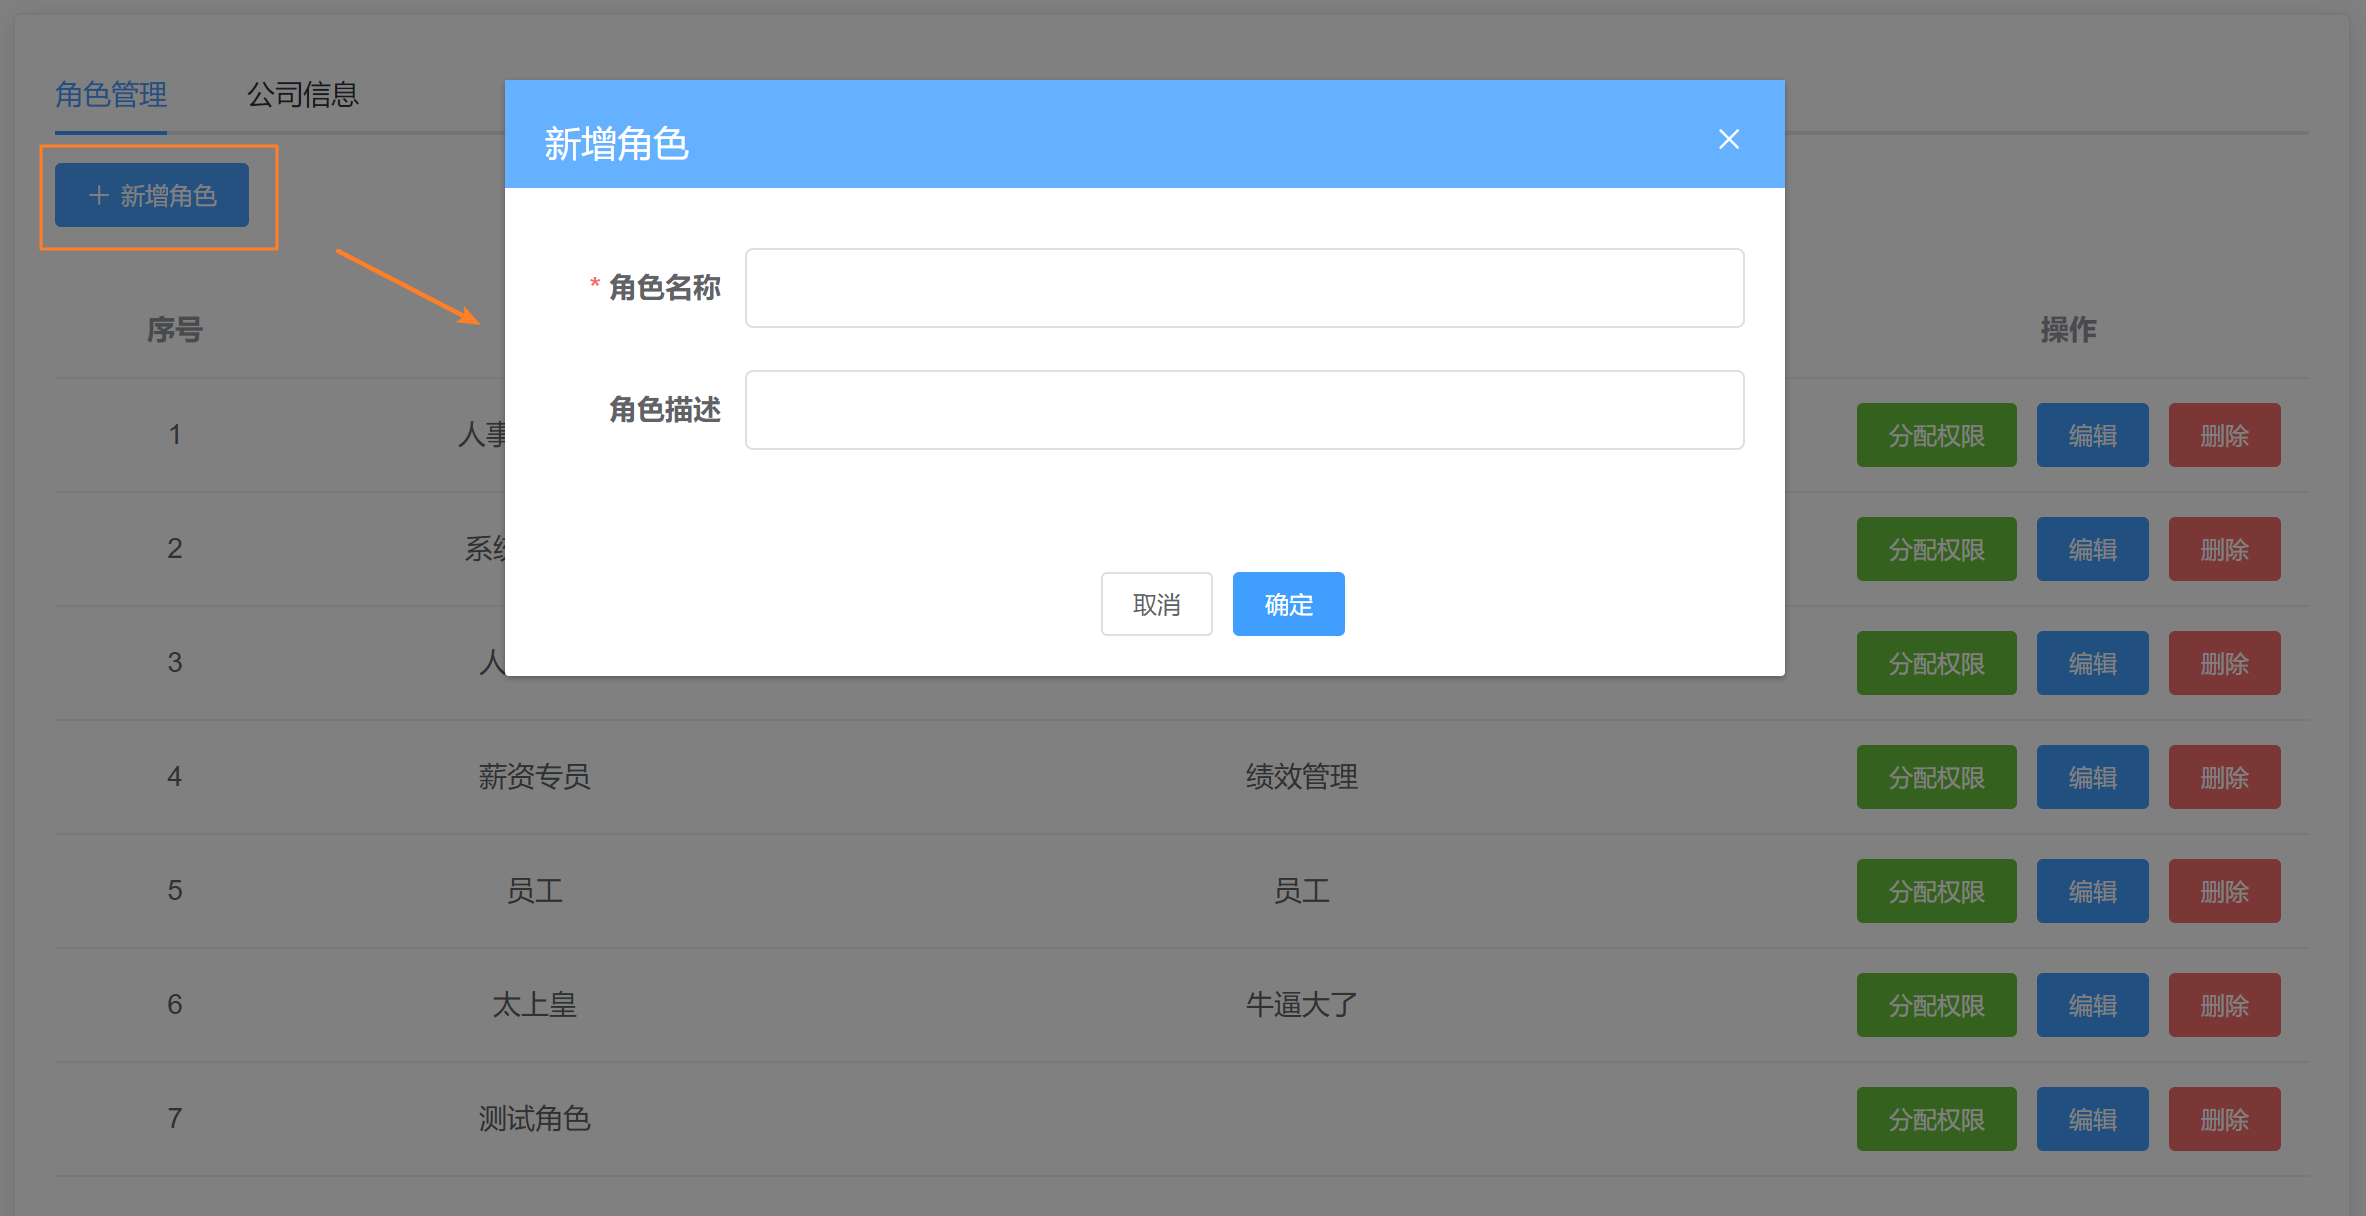 角色管理 公司信息
新增角色
+ 新增角色
* 角色名称
序号 操作
角色描述
1 人事 分配权限 编辑 删除
2 系统 分配权限 编辑 删除
取消 确定
3 人 分配权限 编辑 删除
4 薪资专员 绩效管理 分配权限 编辑 删除
5 员工 员工 分配权限 编辑 删除
6 太上皇 牛逼大了 分配权限 编辑 删除
7 测试角色 分配权限 编辑 删除